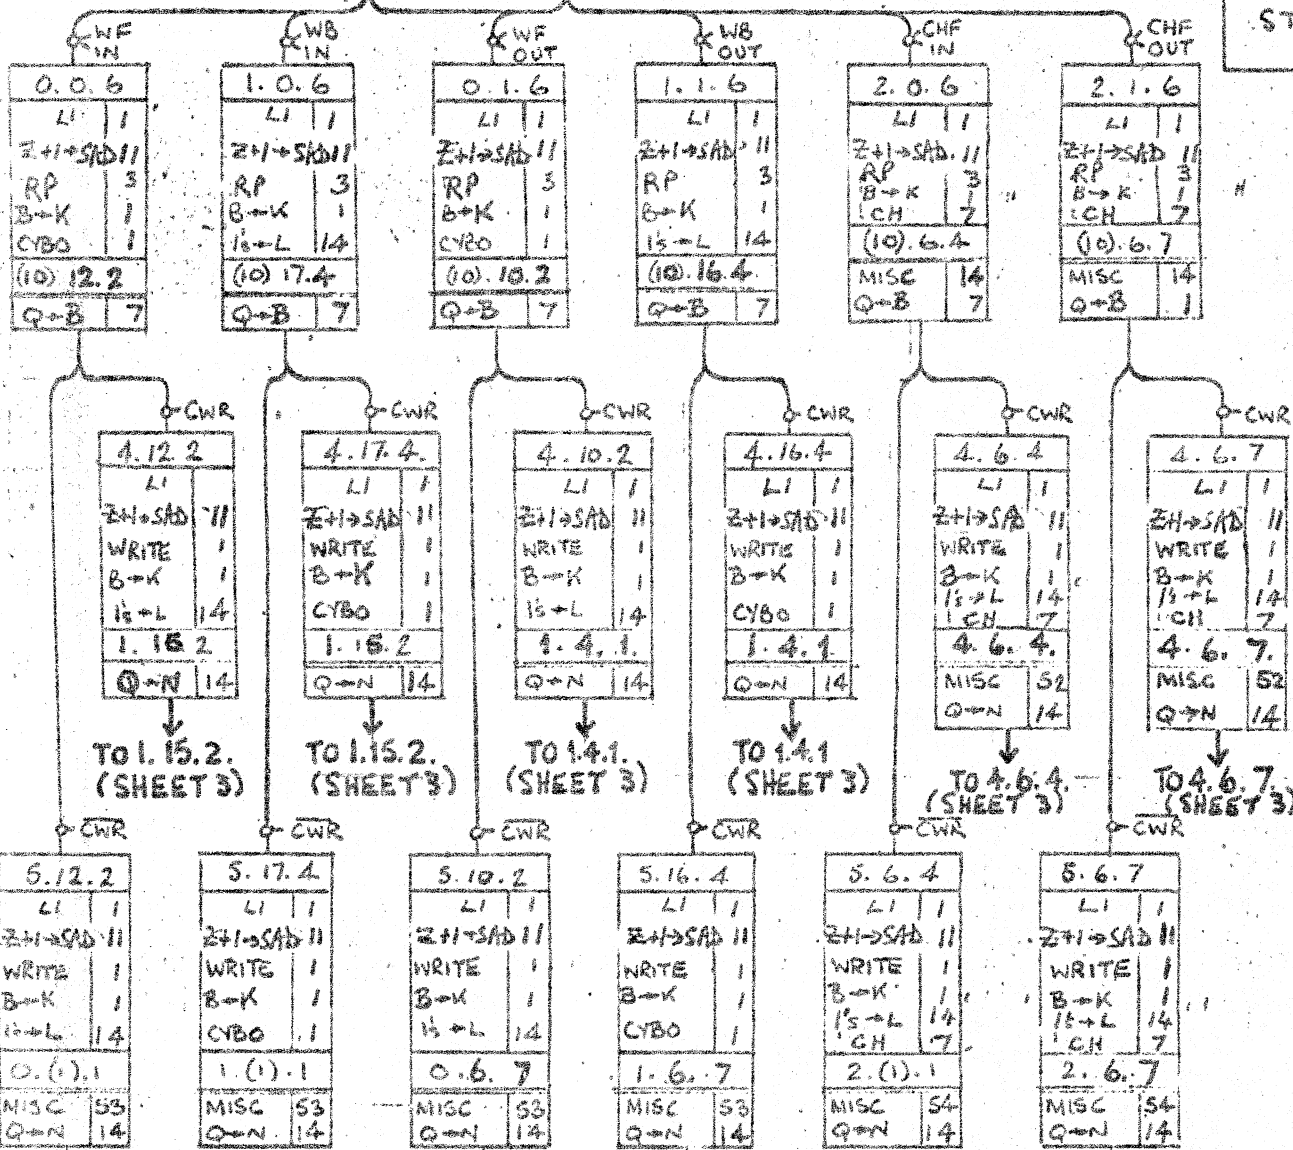 ST
WF IN
WB IN
WF OUT
WB OUT
CHF IN
CHF OUT
0.0.6
LI 1
Z+1→SAD 11
RP 3
B→K 1
CYBO 1
(10).12.2
Q→B 7
1.0.6
LI 1
Z+1→SAD 11
RP 3
B→K 1
1's→L 14
(10) 17.4
Q→B 7
0.1.6
LI 1
Z+1→SAD 11
RP 3
B→K 1
CYBO 1
(10).10.2
Q→B 7
1.1.6
LI 1
Z+1→SAD 11
RP 3
B→K 1
1's→L 14
(10).16.4
Q→B 7
2.0.6
LI 1
Z+1→SAD 11
RP 3
B→K 1
CH 7
(10).6.4
MISC 14
Q→B 7
2.1.6
LI 1
Z+1→SAD 11
RP 3
B→K 1
CH 7
(10).6.7
MISC 14
Q→B 1
CWR
CWR
CWR
CWR
CWR
CWR
4.12.2
LI 1
Z+1→SAD 11
WRITE 1
B→K 1
1's→L 14
1.15.2
Q→N 14
TO 1.15.2.
(SHEET 3)
4.17.4.
LI 1
Z+1→SAD 11
WRITE 1
B→K 1
CYBO 1
1.15.2
Q→N 14
TO 1.15.2.
(SHEET 3)
4.10.2
LI 1
Z+1→SAD 11
WRITE 1
B→K 1
1's→L 14
1.4.1.
Q→N 14
TO 1.4.1.
(SHEET 3)
4.16.4
LI 1
Z+1→SAD 11
WRITE 1
B→K 1
CYBO 1
1.4.1
Q→N 14
TO 1.4.1
(SHEET 3)
4.6.4
LI 1
Z+1→SAD 11
WRITE 1
B→K 1
1's→L 14
CH 7
4.6.4.
MISC 52
Q→N 14
TO 4.6.4.
(SHEET 3)
4.6.7
LI 1
Z+1→SAD 11
WRITE 1
B→K 1
1's→L 14
CH 7
4.6.7.
MISC 52
Q→N 14
TO 4.6.7.
(SHEET 3)
C̅W̅R̅
C̅W̅R̅
C̅W̅R̅
C̅W̅R̅
C̅W̅R̅
C̅W̅R̅
5.12.2
LI 1
Z+1→SAD 11
WRITE 1
B→K 1
1's→L 14
0.(1).1
MISC 53
Q→N 14
5.17.4
LI 1
Z+1→SAD 11
WRITE 1
B→K 1
CYBO 1
1.(1).1
MISC 53
Q→N 14
5.10.2
LI 1
Z+1→SAD 11
WRITE 1
B→K 1
1's→L 14
0.6.7
MISC 53
Q→N 14
5.16.4
LI 1
Z+1→SAD 11
WRITE 1
B→K 1
CYBO 1
1.6.7
MISC 53
Q→N 14
5.6.4
LI 1
Z+1→SAD 11
WRITE 1
B→K 1
1's→L 14
CH 7
2.(1).1
MISC 54
Q→N 14
5.6.7
LI 1
Z+1→SAD 11
WRITE 1
B→K 1
1's→L 14
CH 7
2.6.7
MISC 54
Q→N 14